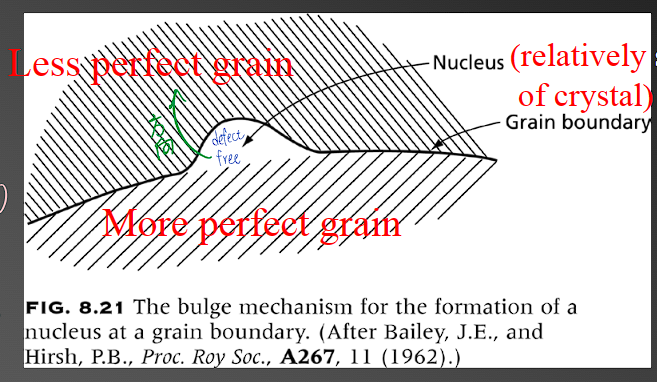 Less perfect grain
Nucleus (relatively
of crystal)
Grain boundary
方向
defect
free
More perfect grain
FIG. 8.21 The bulge mechanism for the formation of a
nucleus at a grain boundary. (After Bailey, J.E., and
Hirsh, P.B., Proc. Roy Soc., A267, 11 (1962).)